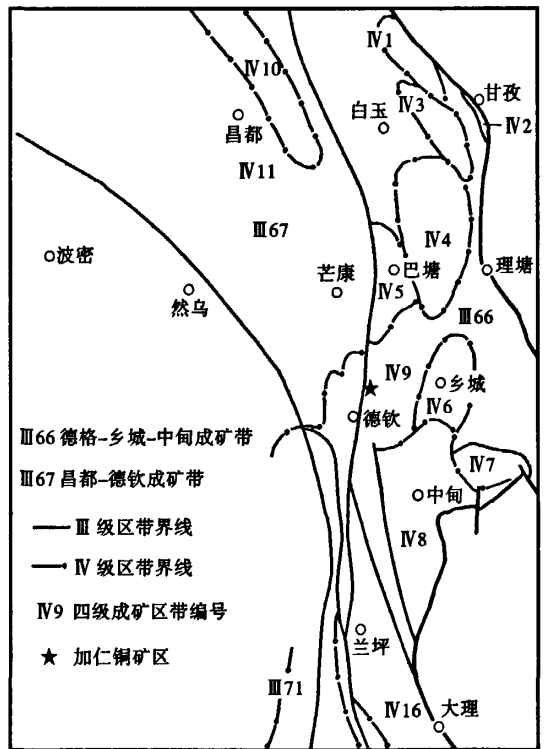 Ⅳ1
Ⅳ10
甘孜
Ⅳ3
白玉
Ⅳ2
昌都
Ⅳ11
Ⅲ67
Ⅳ4
波密
芒康
巴塘
理塘
Ⅳ5
然乌
Ⅲ66
Ⅳ9
乡城
Ⅳ6
德钦
Ⅲ66 德格-乡城-中甸成矿带
Ⅳ7
Ⅲ67 昌都-德钦成矿带
中甸
Ⅲ 级区带界线
Ⅳ8
Ⅳ 级区带界线
Ⅳ9 四级成矿区带编号
兰坪
加仁铜矿区
Ⅲ71
Ⅳ16
大理